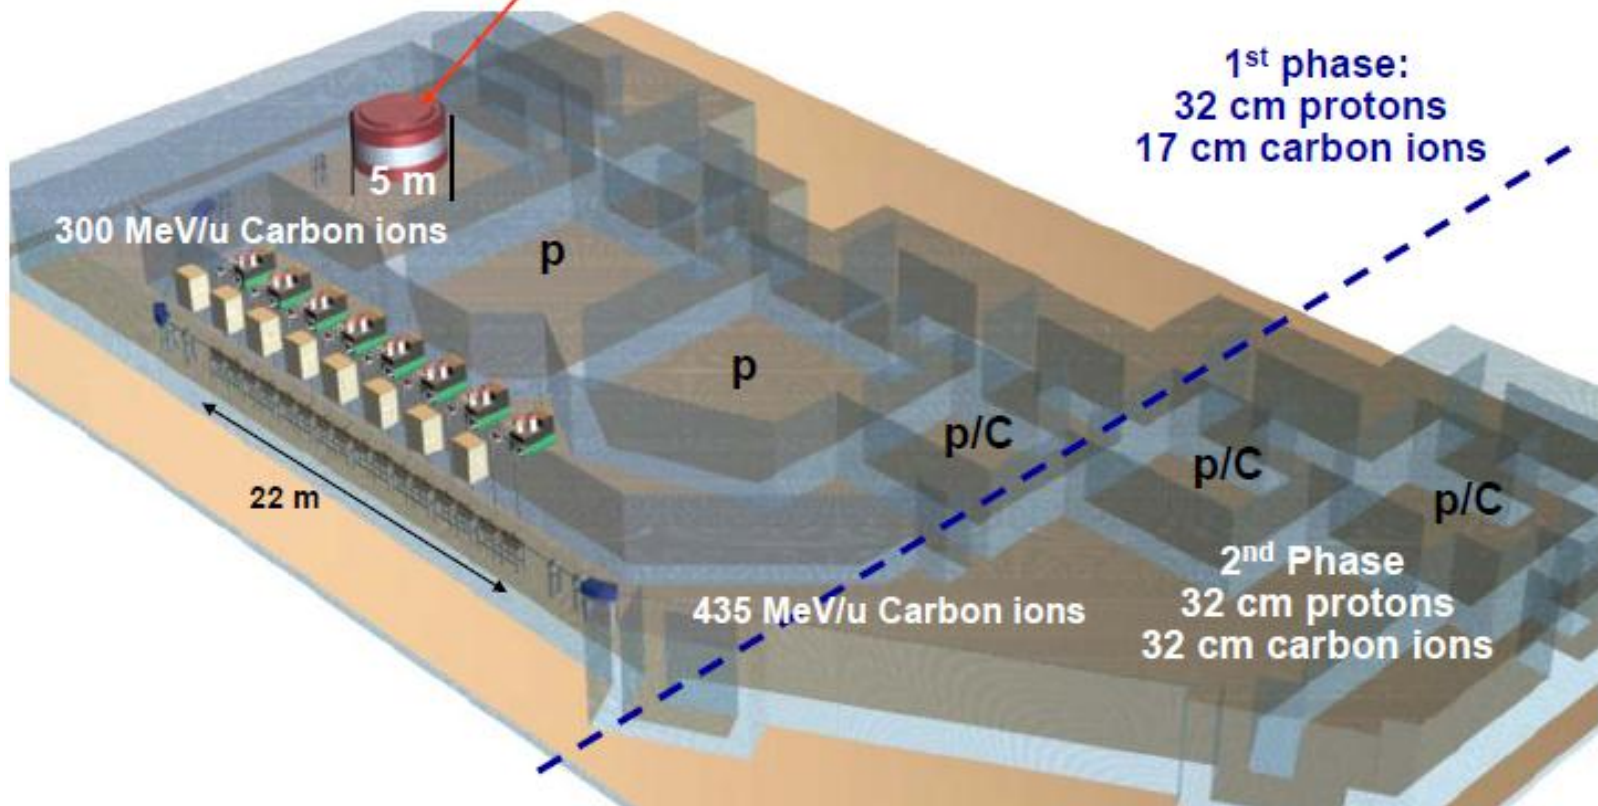 1st phase:
32 cm protons
17 cm carbon ions
5 m
300 MeV/u Carbon ions
p
p
p/C
p/C
p/C
22 m
2nd Phase
32 cm protons
32 cm carbon ions
435 MeV/u Carbon ions